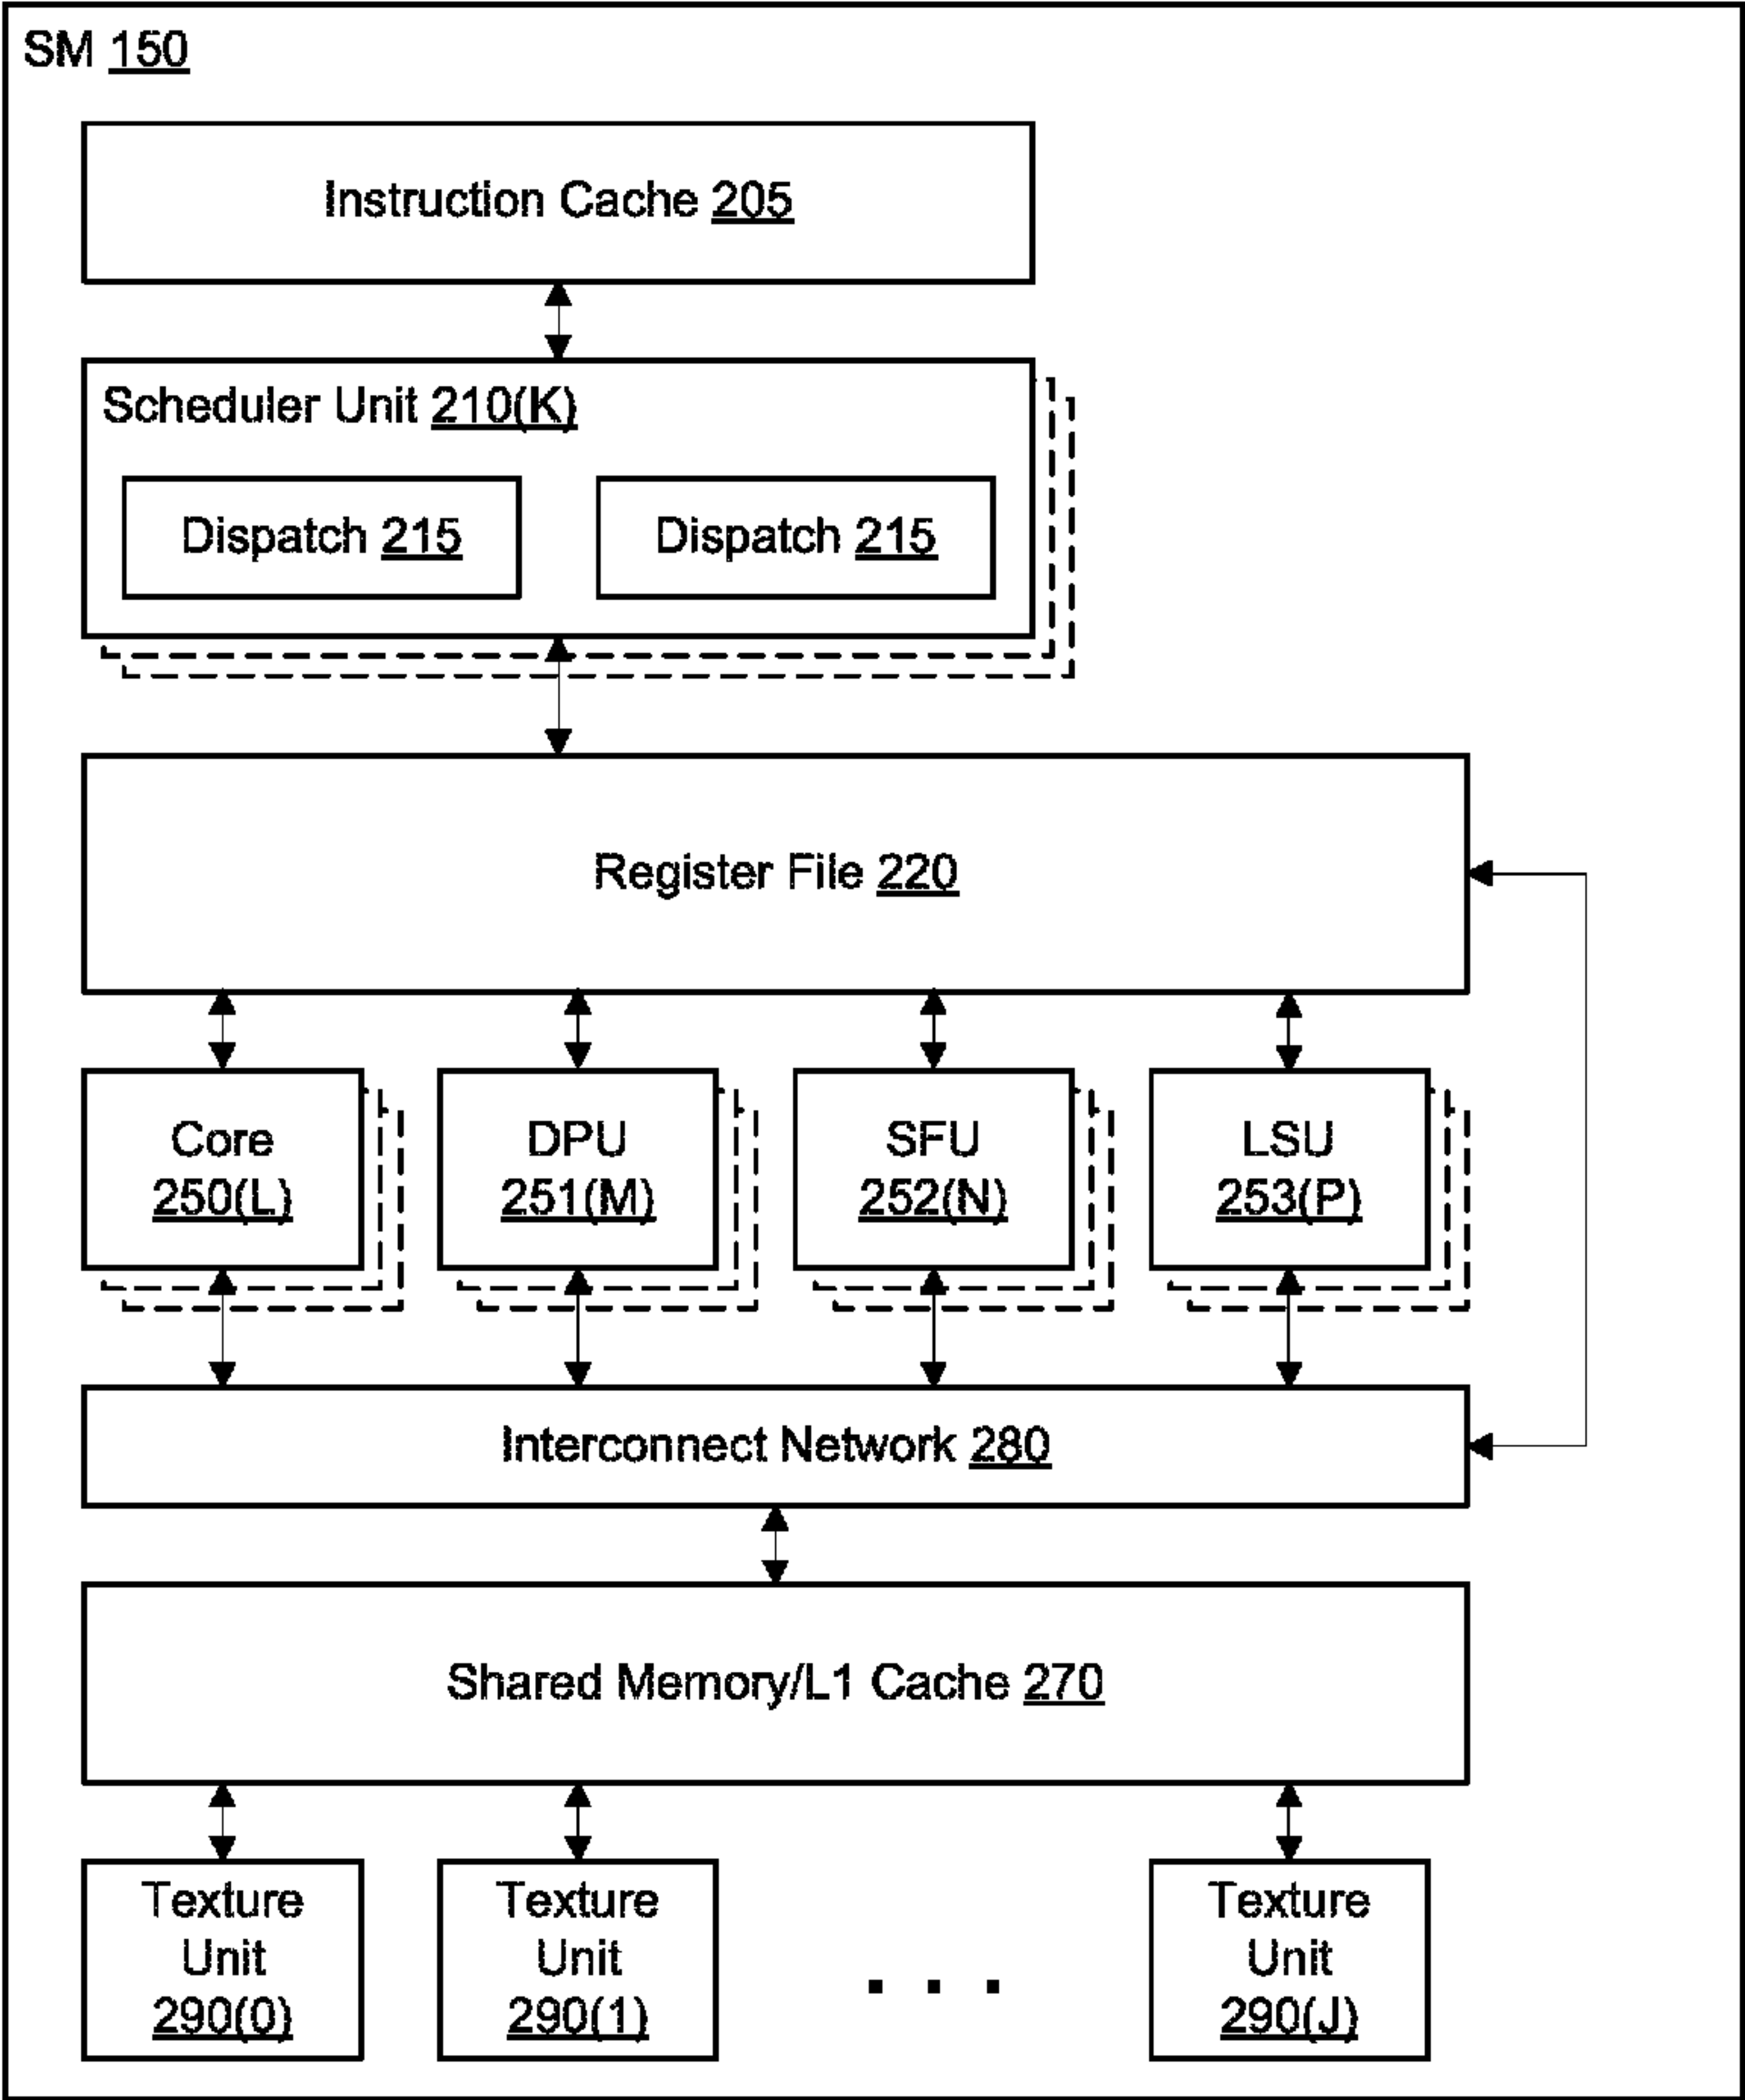 SM 150
Instruction Cache 205
Scheduler Unit 210(K)
Dispatch 215
Dispatch 215
Register File 220
Core
250(L)
DPU
251(M)
SFU
252(N)
LSU
253(P)
Interconnect Network 280
Shared Memory/L1 Cache 270
Texture
Unit
290(0)
Texture
Unit
290(1)
. . .
Texture
Unit
290(J)